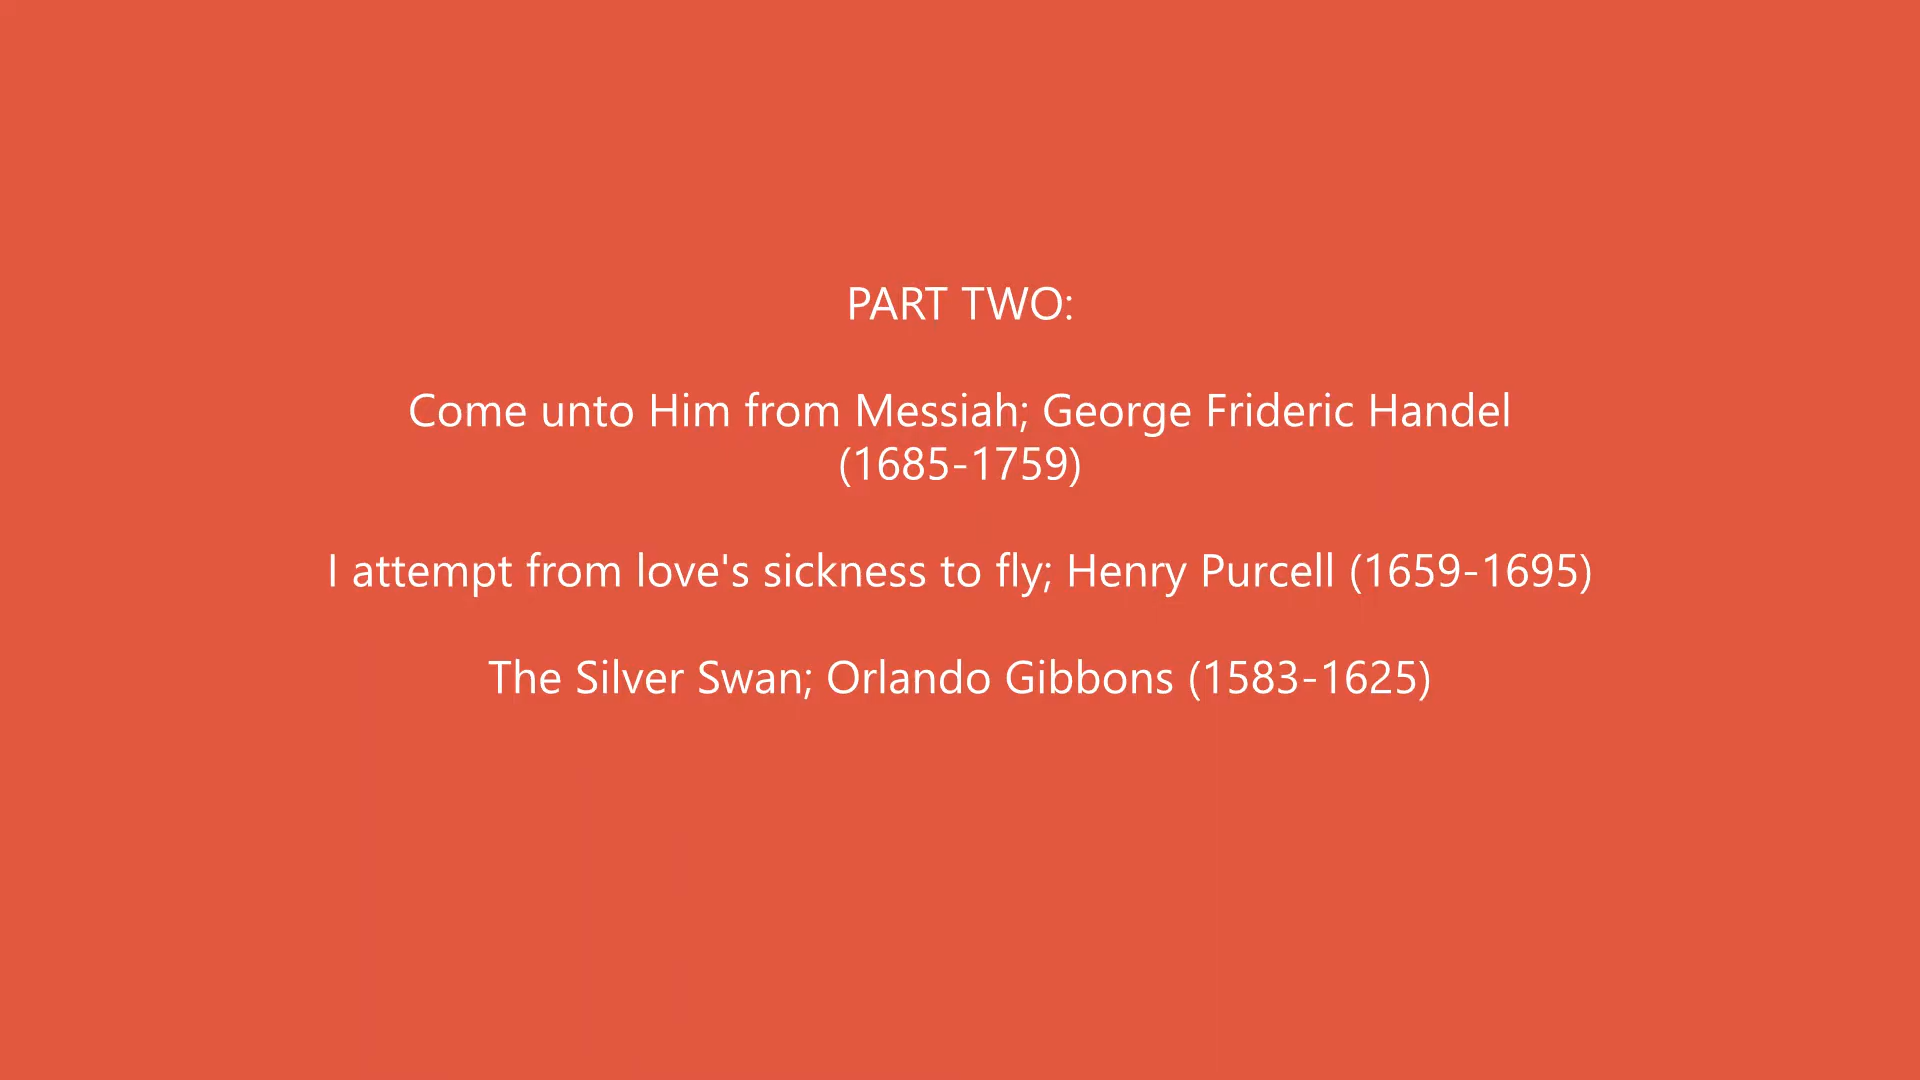 PART TWO:
Come unto Him from Messiah; George Frideric Handel
(1685-1759)
I attempt from love's sickness to fly; Henry Purcell (1659-1695)
The Silver Swan; Orlando Gibbons (1583-1625)